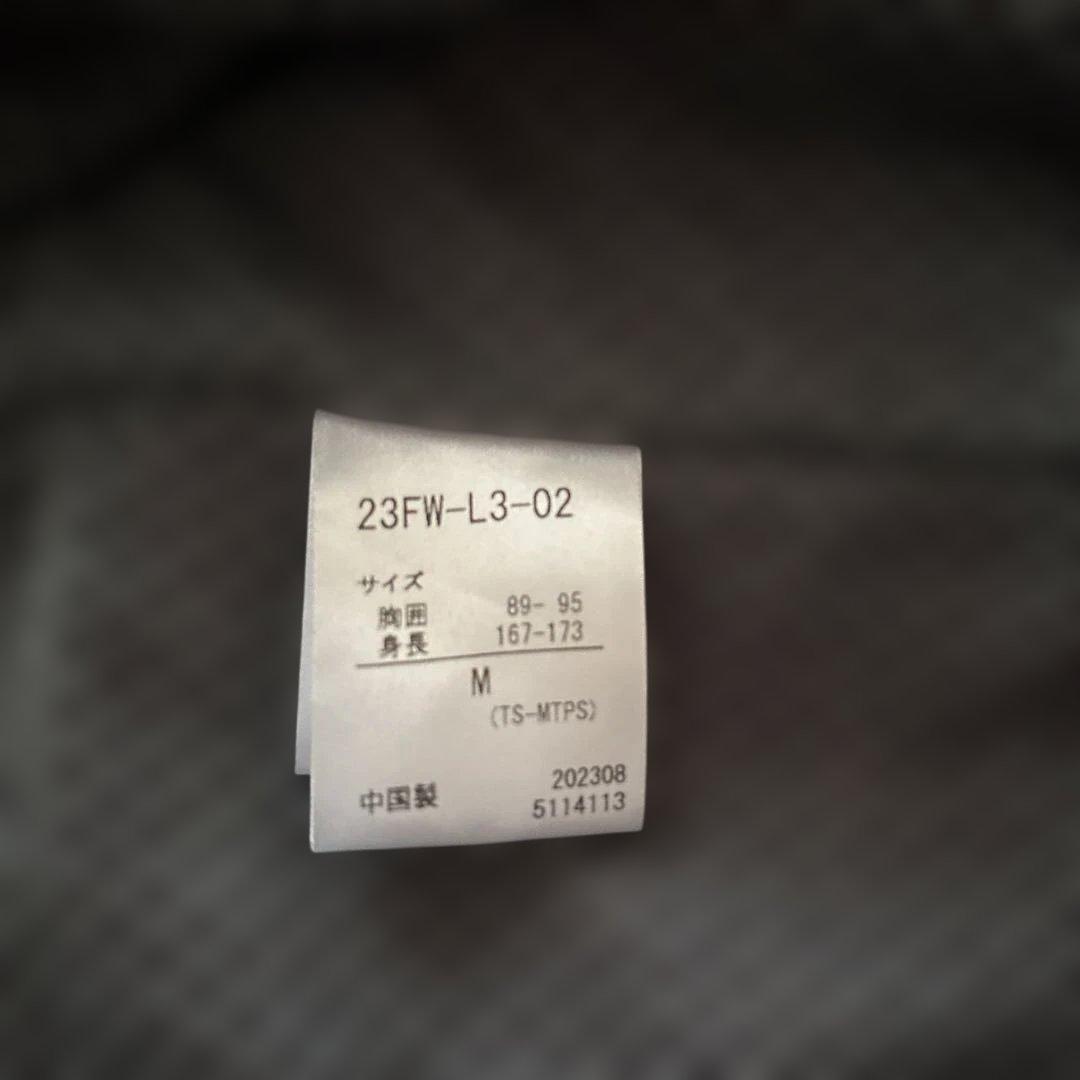 23FW-L3-02
サイズ
胸囲 89- 95
身長 167-173
M
(TS-MTPS)
202308
中国製 5114113